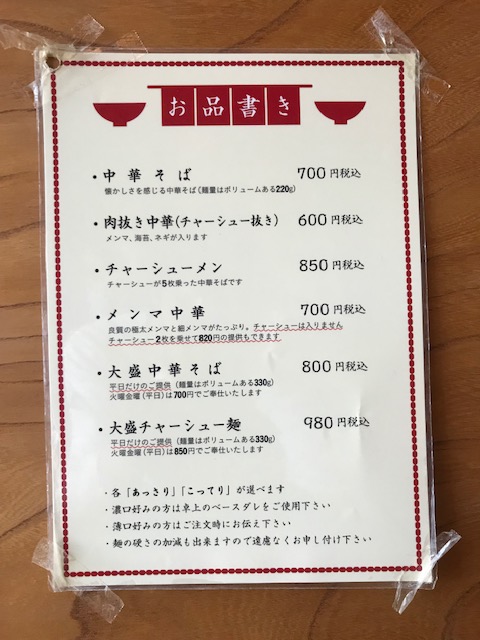 お品書き
・中華そば 700円税込
懐かしさを感じる中華そば(麺量はボリュームある220g)
・肉抜き中華(チャーシュー抜き) 600円税込
メンマ、海苔、ネギが入ります
・チャーシューメン 850円税込
チャーシューが5枚乗った中華そばです
・メンマ中華 700円税込
良質の極太メンマと細メンマがたっぷり。チャーシューは入りません
チャーシュー2枚を乗せて820円の提供もできます
・大盛中華そば 800円税込
平日だけのご提供(麺量はボリュームある330g)
火曜金曜(平日)は700円でご奉仕いたします
・大盛チャーシュー麺 980円税込
平日だけのご提供(麺量はボリュームある330g)
火曜金曜(平日)は850円でご奉仕いたします
・各「あっさり」「こってり」が選べます
・濃口好みの方は卓上のベースダレをご使用下さい
・薄口好みの方はご注文時にお伝え下さい
・麺の硬さの加減も出来ますので遠慮なくお申し付け下さい